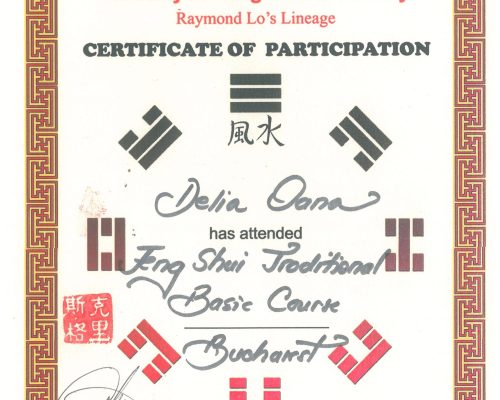 Raymond Lo's Lineage
CERTIFICATE OF PARTICIPATION
風水
Delia Oana
has attended
Feng Shui Traditional
Basic Course
Bucharest
克里
斯格